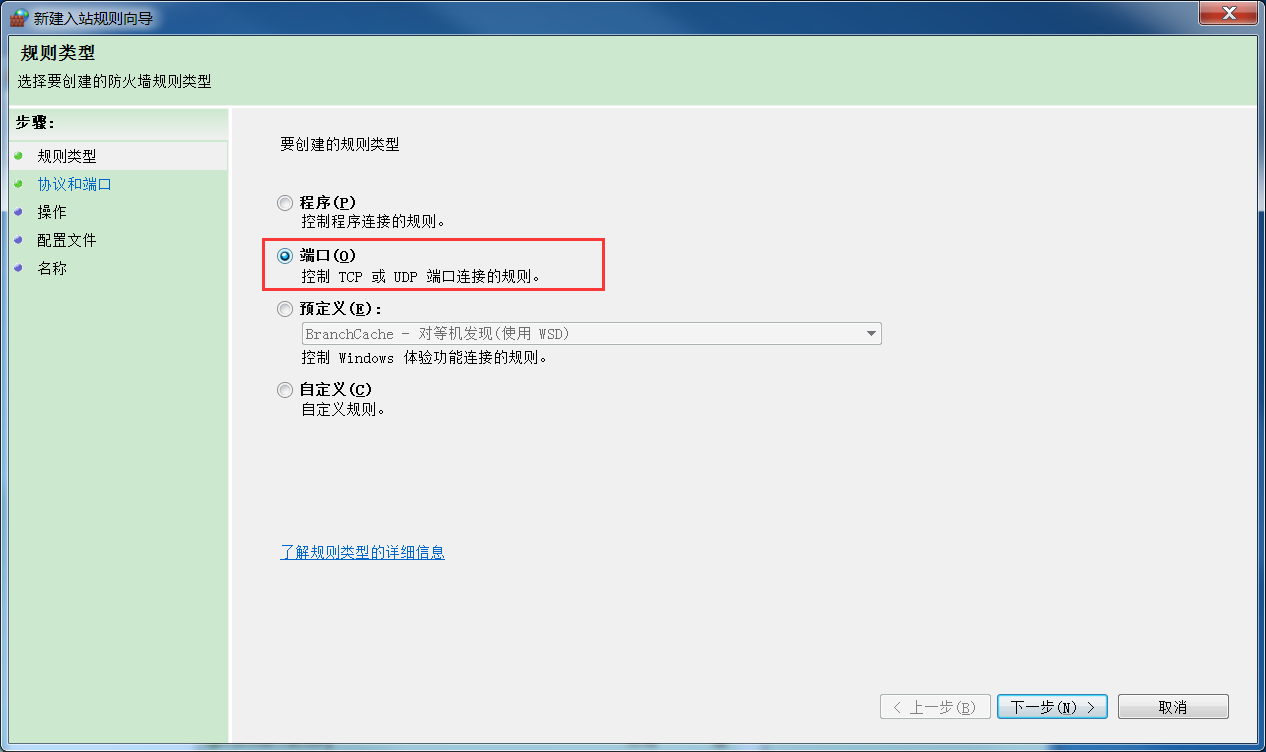 新建入站规则向导
规则类型
选择要创建的防火墙规则类型
步骤:
规则类型
协议和端口
操作
配置文件
名称
要创建的规则类型
程序(P)
控制程序连接的规则。
端口(O)
控制 TCP 或 UDP 端口连接的规则。
预定义(E):
BranchCache - 对等机发现(使用 WSD)
控制 Windows 体验功能连接的规则。
自定义(C)
自定义规则。
了解规则类型的详细信息
< 上一步(B)
下一步(N) >
取消